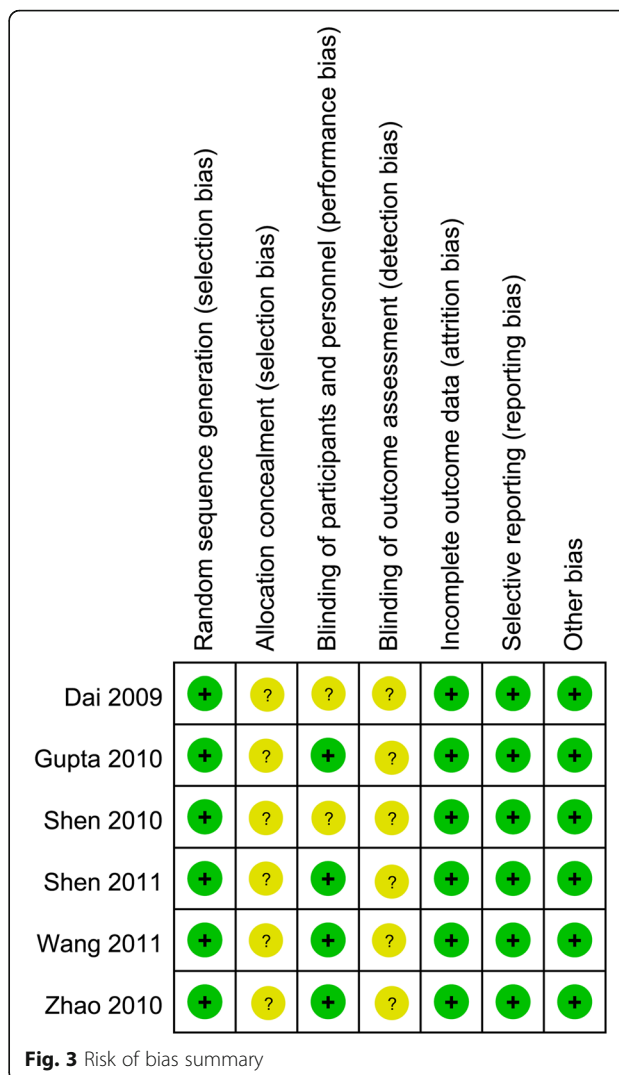 Random sequence generation (selection bias)
Allocation concealment (selection bias)
Blinding of participants and personnel (performance bias)
Blinding of outcome assessment (detection bias)
Incomplete outcome data (attrition bias)
Selective reporting (reporting bias)
Other bias
Dai 2009 + ? ? ? + + +
Gupta 2010 + ? + ? + + +
Shen 2010 + ? ? ? + + +
Shen 2011 + ? + ? + + +
Wang 2011 + ? + ? + + +
Zhao 2010 + ? + ? + + +
Fig. 3 Risk of bias summary